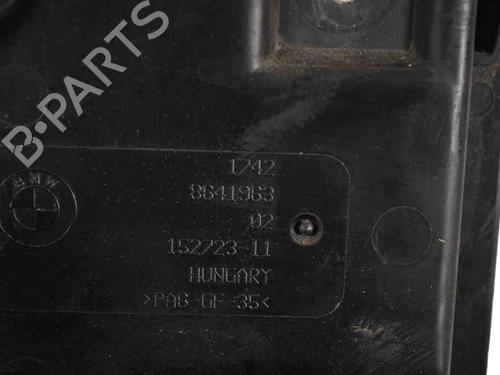 B-PARTS
1742
8641963
02
BMW
152723-11
HUNGARY
>PA6-GF-35<